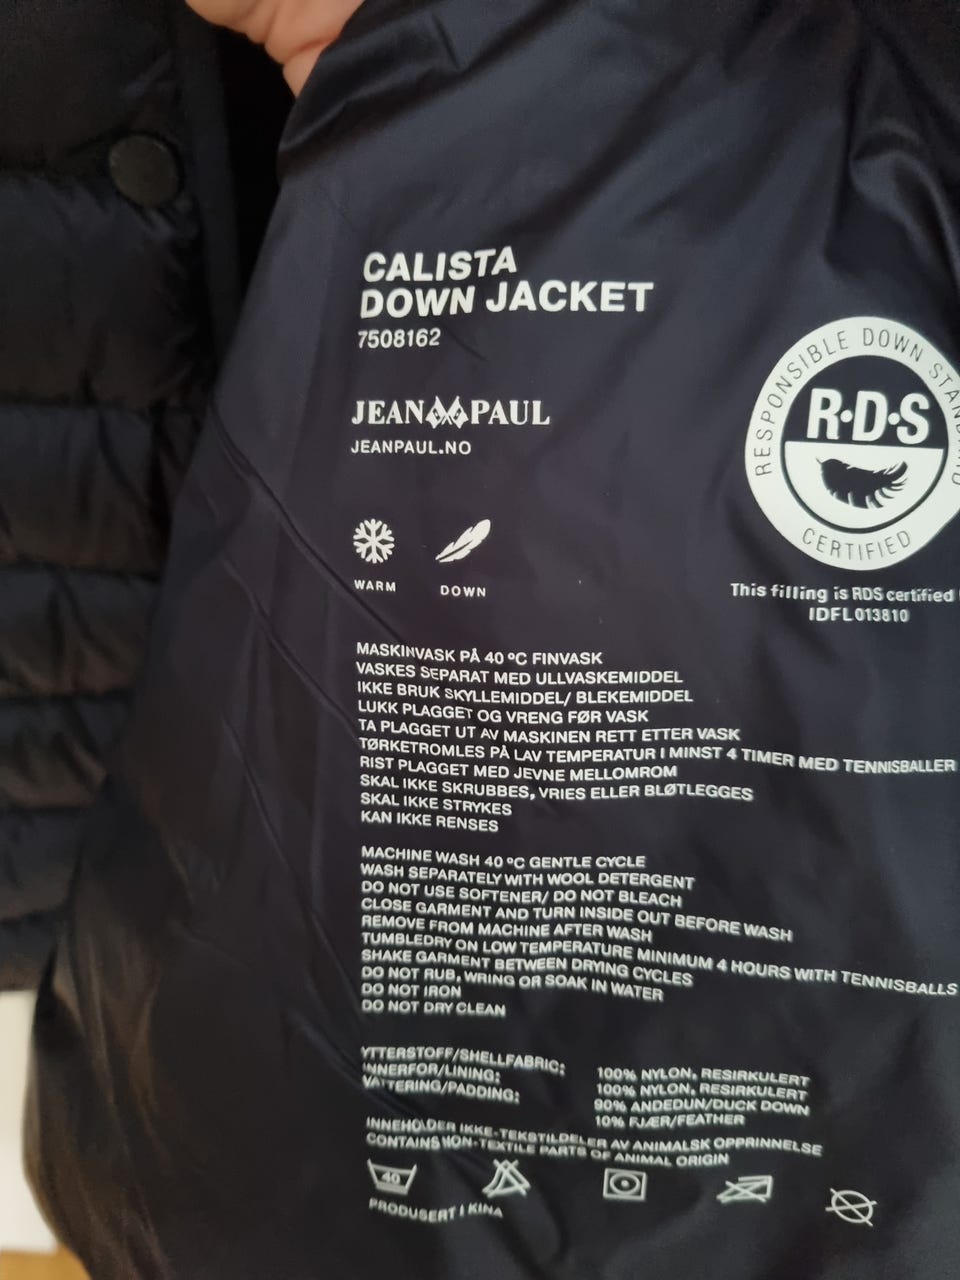 CALISTA
DOWN JACKET
7508162
JEAN PAUL
JEANPAUL.NO
WARM
DOWN
RESPONSIBLE DOWN STANDARD
R·D·S
CERTIFIED
This filling is RDS certified
IDFL013810
MASKINVASK PÅ 40 ºC FINVASK
VASKES SEPARAT MED ULLVASKEMIDDEL
IKKE BRUK SKYLLEMIDDEL/ BLEKEMIDDEL
LUKK PLAGGET OG VRENG FØR VASK
TA PLAGGET UT AV MASKINEN RETT ETTER VASK
TØRKETROMLES PÅ LAV TEMPERATUR I MINST 4 TIMER MED TENNISBALLER
RIST PLAGGET MED JEVNE MELLOMROM
SKAL IKKE SKRUBBES, VRIES ELLER BLØTLEGGES
SKAL IKKE STRYKES
KAN IKKE RENSES
MACHINE WASH 40 ºC GENTLE CYCLE
WASH SEPARATELY WITH WOOL DETERGENT
DO NOT USE SOFTENER/ DO NOT BLEACH
CLOSE GARMENT AND TURN INSIDE OUT BEFORE WASH
REMOVE FROM MACHINE AFTER WASH
TUMBLEDRY ON LOW TEMPERATURE MINIMUM 4 HOURS WITH TENNISBALLS
SHAKE GARMENT BETWEEN DRYING CYCLES
DO NOT RUB, WRING OR SOAK IN WATER
DO NOT IRON
DO NOT DRY CLEAN
YTTERSTOFF/SHELLFABRIC: 100% NYLON, RESIRKULERT
INNERFOR/LINING: 100% NYLON, RESIRKULERT
VATTERING/PADDING: 90% ANDEDUN/DUCK DOWN
10% FJÆR/FEATHER
INNEHOLDER IKKE-TEKSTILDELER AV ANIMALSK OPPRINNELSE
CONTAINS NON-TEXTILE PARTS OF ANIMAL ORIGIN
40
PRODUSERT I KINA